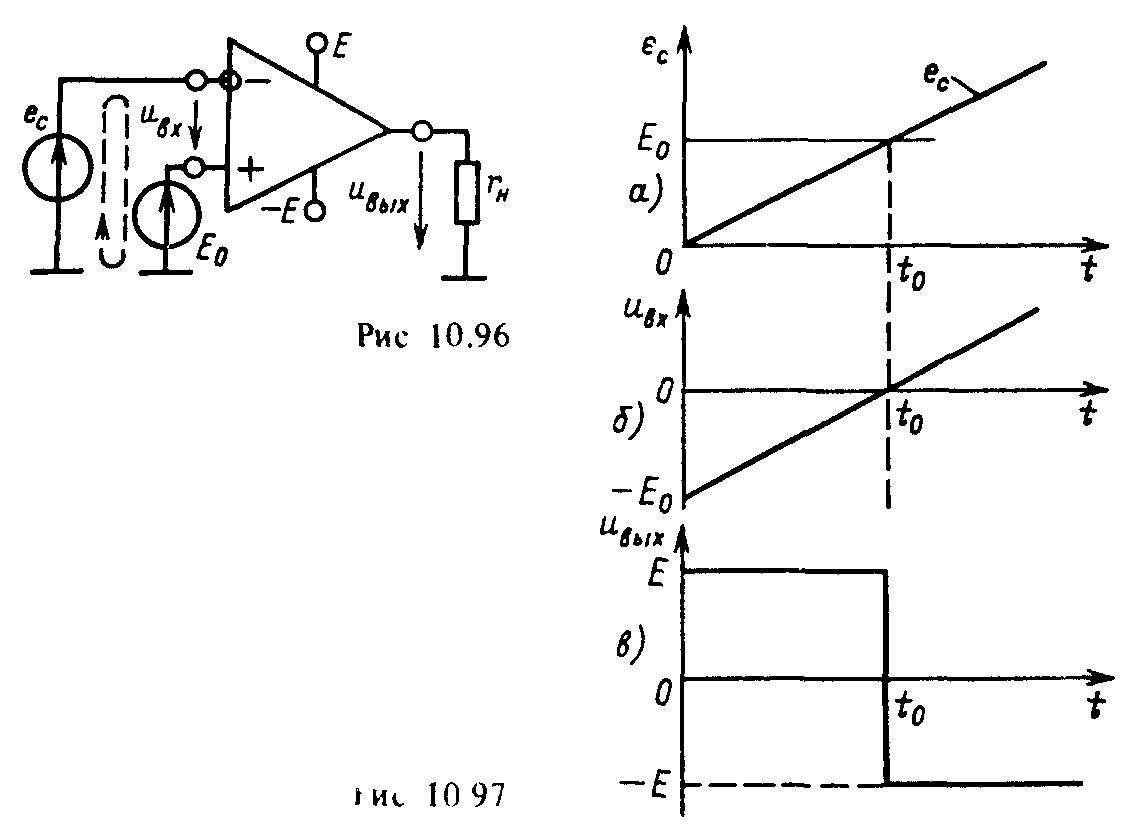 E
e_c
u_вх
−
+
−E
E_0
u_вых
r_н
Рис 10.96
ε_c
e_c
E_0
а)
0
t_0
t
u_вх
0
б)
t_0
t
−E_0
u_вых
E
в)
0
t_0
t
−E
Рис 10 97